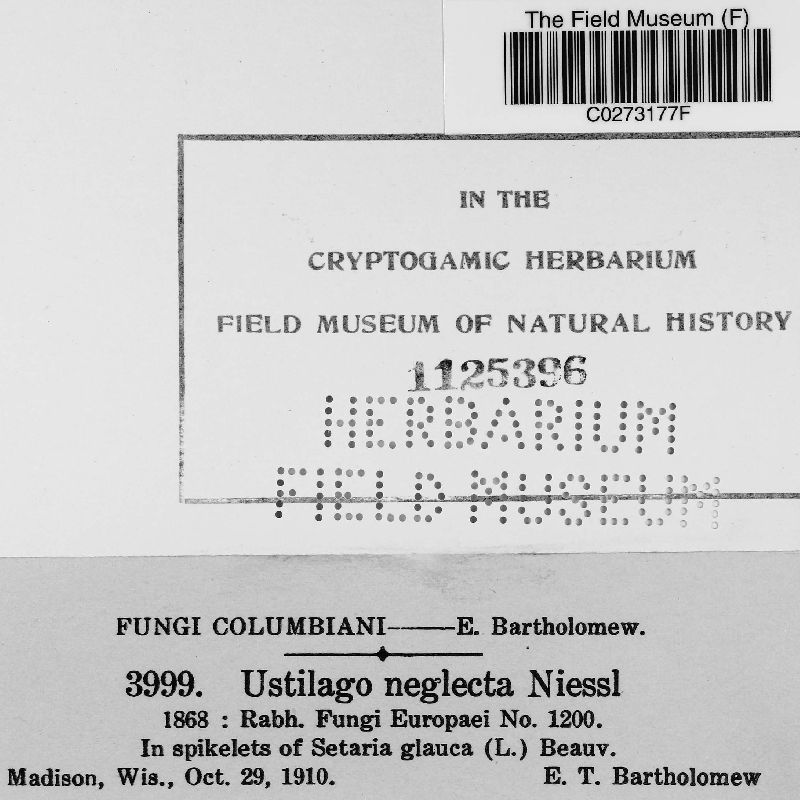 The Field Museum (F)
C0273177F
IN THE
CRYPTOGAMIC HERBARIUM
FIELD MUSEUM OF NATURAL HISTORY
1125396
HERBARIUM
FIELD MUSEUM
FUNGI COLUMBIANI——E. Bartholomew.
3999. Ustilago neglecta Niessl
1868 : Rabh. Fungi Europaei No. 1200.
In spikelets of Setaria glauca (L.) Beauv.
Madison, Wis., Oct. 29, 1910. E. T. Bartholomew